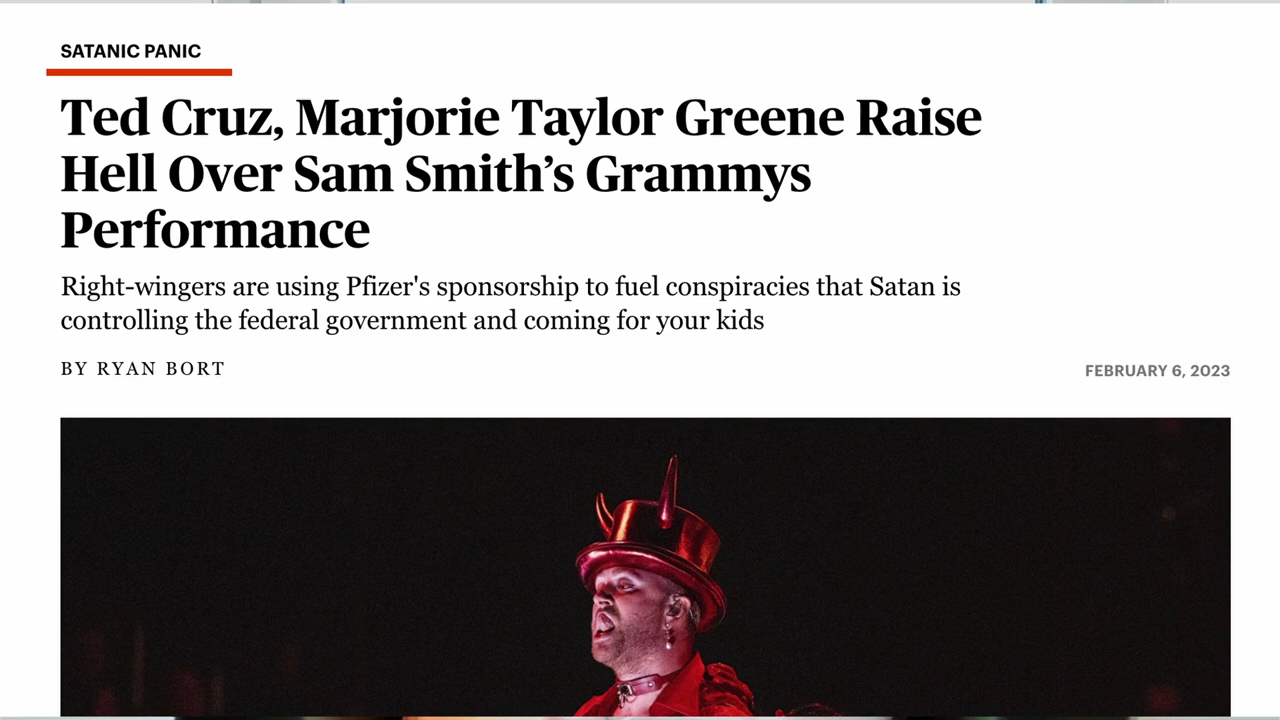 SATANIC PANIC
Ted Cruz, Marjorie Taylor Greene Raise
Hell Over Sam Smith’s Grammys
Performance
Right-wingers are using Pfizer's sponsorship to fuel conspiracies that Satan is
controlling the federal government and coming for your kids
BY RYAN BORT
FEBRUARY 6, 2023